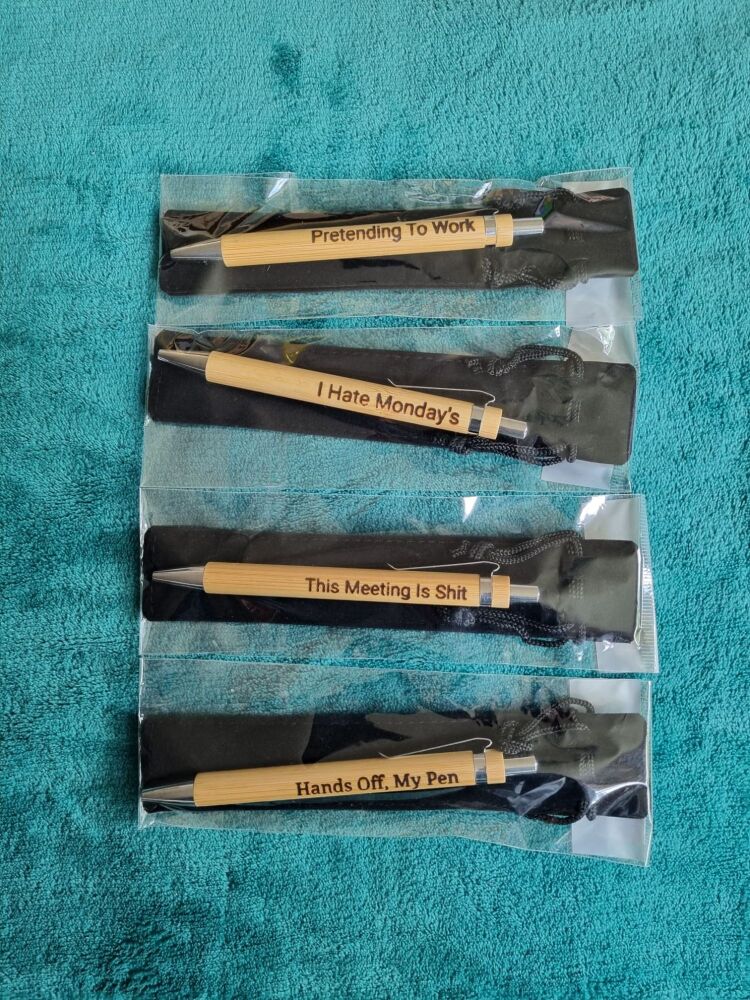 Pretending To Work
I Hate Monday's
This Meeting Is Shit
Hands Off, My Pen